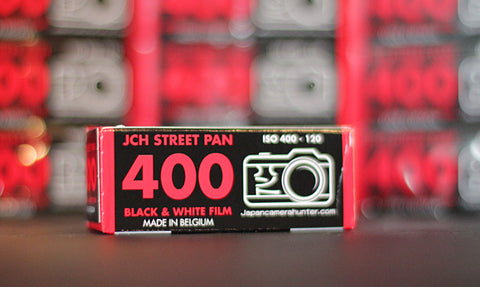 JCH STREET PAN
400
BLACK & WHITE FILM
MADE IN BELGIUM
ISO 400 - 120
Japancamerahunter.com